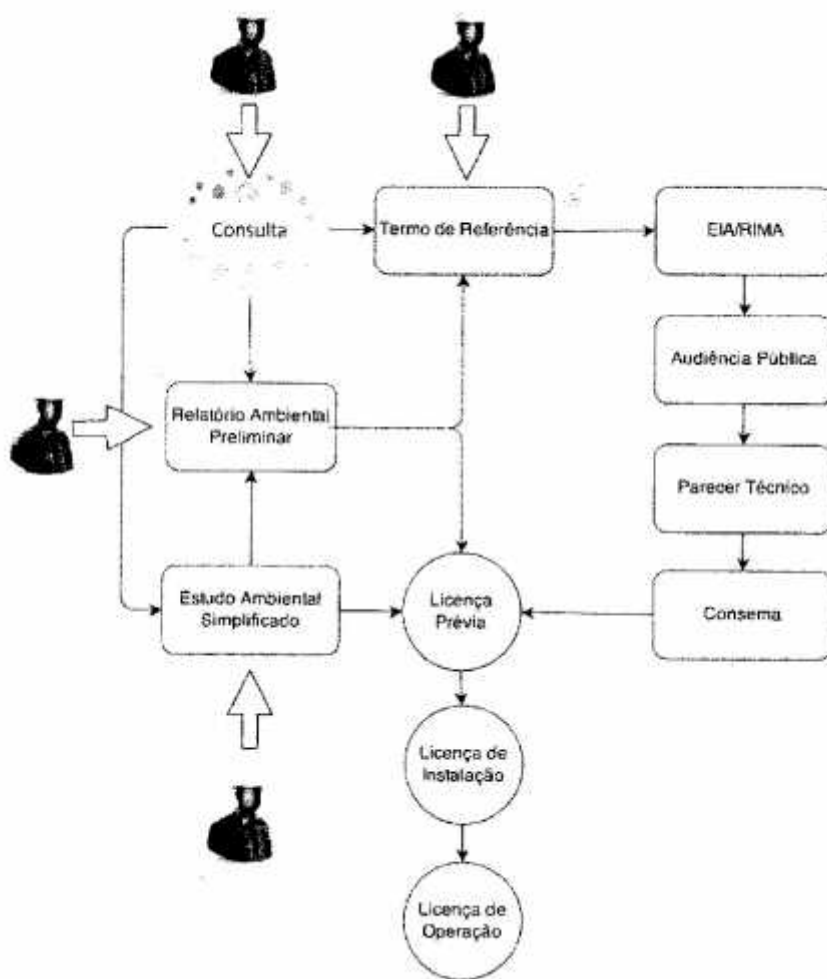 Consulta
Termo de Referência
EIA/RIMA
Audiência Pública
Relatório Ambiental
Preliminar
Parecer Técnico
Estudo Ambiental
Simplificado
Licença
Prévia
Consema
Licença de
Instalação
Licença de
Operação